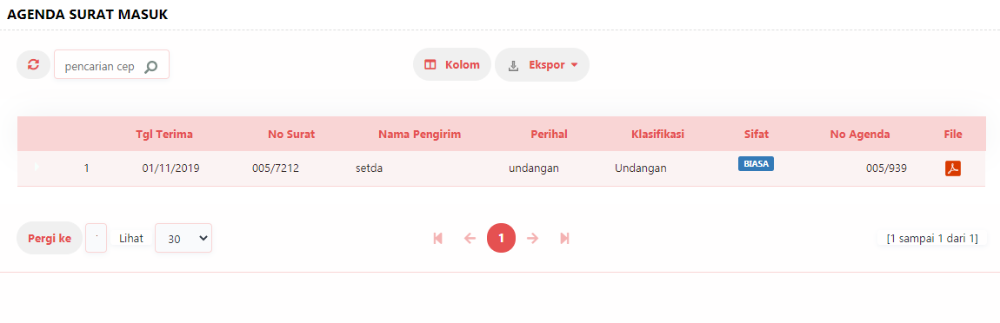 AGENDA SURAT MASUK
pencarian cep
Kolom
Ekspor
Tgl Terima No Surat Nama Pengirim Perihal Klasifikasi Sifat No Agenda File
1 01/11/2019 005/7212 setda undangan Undangan BIASA 005/939
Pergi ke Lihat 30 1 [1 sampai 1 dari 1]